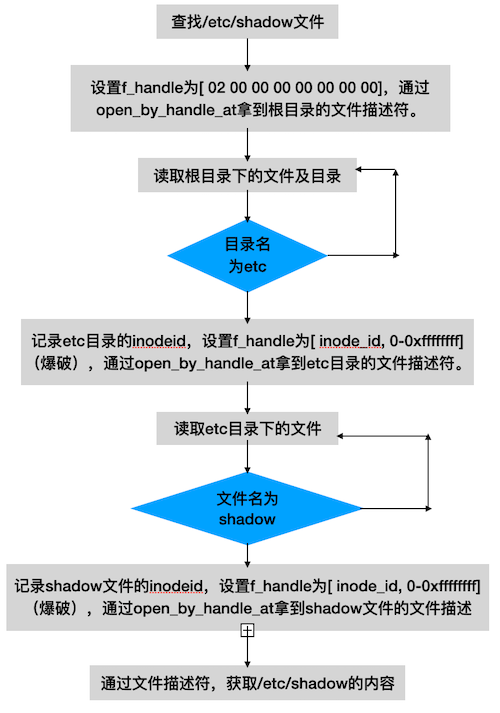 查找/etc/shadow文件
设置f_handle为[ 02 00 00 00 00 00 00 00]，通过
open_by_handle_at拿到根目录的文件描述符。
读取根目录下的文件及目录
目录名
为etc
记录etc目录的inodeid，设置f_handle为[ inode_id, 0-0xffffffff]
（爆破），通过open_by_handle_at拿到etc目录的文件描述符。
读取etc目录下的文件
文件名为
shadow
记录shadow文件的inodeid，设置f_handle为[ inode_id, 0-0xffffffff]
（爆破），通过open_by_handle_at拿到shadow文件的文件描述
通过文件描述符，获取/etc/shadow的内容